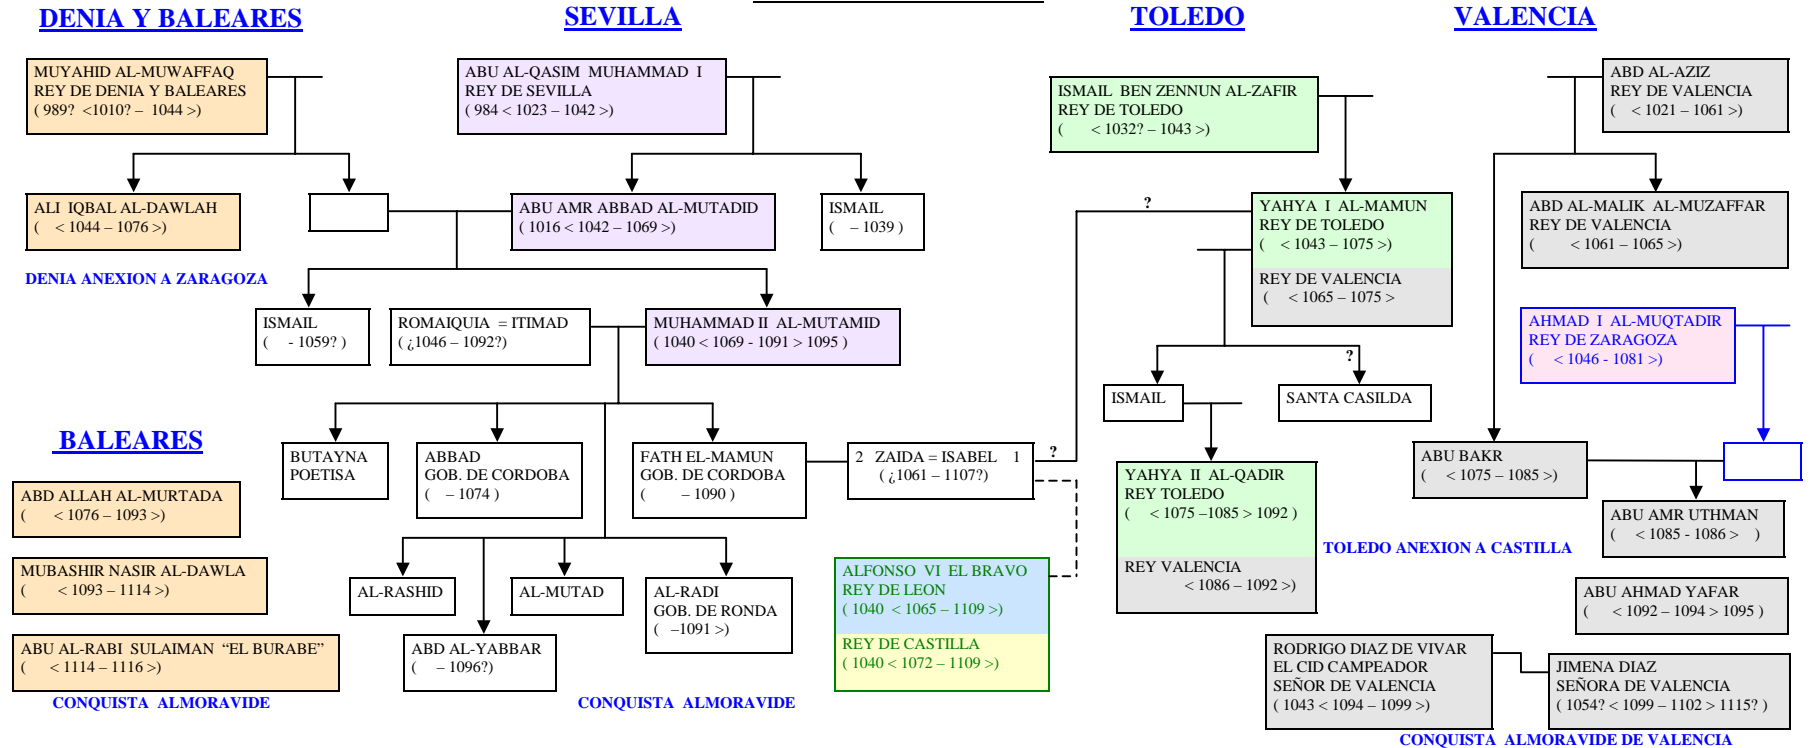 DENIA Y BALEARES
MUYAHID AL-MUWAFFAQ
REY DE DENIA Y BALEARES
( 989? <1010? – 1044 >)
ALI IQBAL AL-DAWLAH
( < 1044 – 1076 >)
DENIA ANEXION A ZARAGOZA
BALEARES
ABD ALLAH AL-MURTADA
( < 1076 – 1093 >)
MUBASHIR NASIR AL-DAWLA
( < 1093 – 1114 >)
ABU AL-RABI SULAIMAN “EL BURABE”
( < 1114 – 1116 >)
CONQUISTA ALMORAVIDE
SEVILLA
ABU AL-QASIM MUHAMMAD I
REY DE SEVILLA
( 984 < 1023 – 1042 >)
ABU AMR ABBAD AL-MUTADID
( 1016 < 1042 – 1069 >)
ISMAIL
( – 1039 )
ISMAIL
( - 1059? )
ROMAIQUIA = ITIMAD
( ¿1046 – 1092?)
MUHAMMAD II AL-MUTAMID
( 1040 < 1069 - 1091 > 1095 )
BUTAYNA
POETISA
ABBAD
GOB. DE CORDOBA
( – 1074 )
FATH EL-MAMUN
GOB. DE CORDOBA
( – 1090 )
2 ZAIDA = ISABEL 1
( ¿1061 – 1107?)
?
AL-RASHID
ABD AL-YABBAR
( – 1096?)
AL-MUTAD
AL-RADI
GOB. DE RONDA
( –1091 >)
ALFONSO VI EL BRAVO
REY DE LEON
( 1040 < 1065 – 1109 >)
REY DE CASTILLA
( 1040 < 1072 – 1109 >)
CONQUISTA ALMORAVIDE
TOLEDO
ISMAIL BEN ZENNUN AL-ZAFIR
REY DE TOLEDO
( < 1032? – 1043 >)
?
YAHYA I AL-MAMUN
REY DE TOLEDO
( < 1043 – 1075 >)
REY DE VALENCIA
( < 1065 – 1075 >
?
ISMAIL
SANTA CASILDA
YAHYA II AL-QADIR
REY TOLEDO
( < 1075 –1085 > 1092 )
REY VALENCIA
< 1086 – 1092 >)
TOLEDO ANEXION A CASTILLA
VALENCIA
ABD AL-AZIZ
REY DE VALENCIA
( < 1021 – 1061 >)
ABD AL-MALIK AL-MUZAFFAR
REY DE VALENCIA
( < 1061 – 1065 >)
AHMAD I AL-MUQTADIR
REY DE ZARAGOZA
( < 1046 - 1081 >)
ABU BAKR
( < 1075 – 1085 >)
ABU AMR UTHMAN
( < 1085 - 1086 > )
ABU AHMAD YAFAR
( < 1092 – 1094 > 1095 )
RODRIGO DIAZ DE VIVAR
EL CID CAMPEADOR
SEÑOR DE VALENCIA
( 1043 < 1094 – 1099 >)
JIMENA DIAZ
SEÑORA DE VALENCIA
( 1054? < 1099 – 1102 > 1115? )
CONQUISTA ALMORAVIDE DE VALENCIA